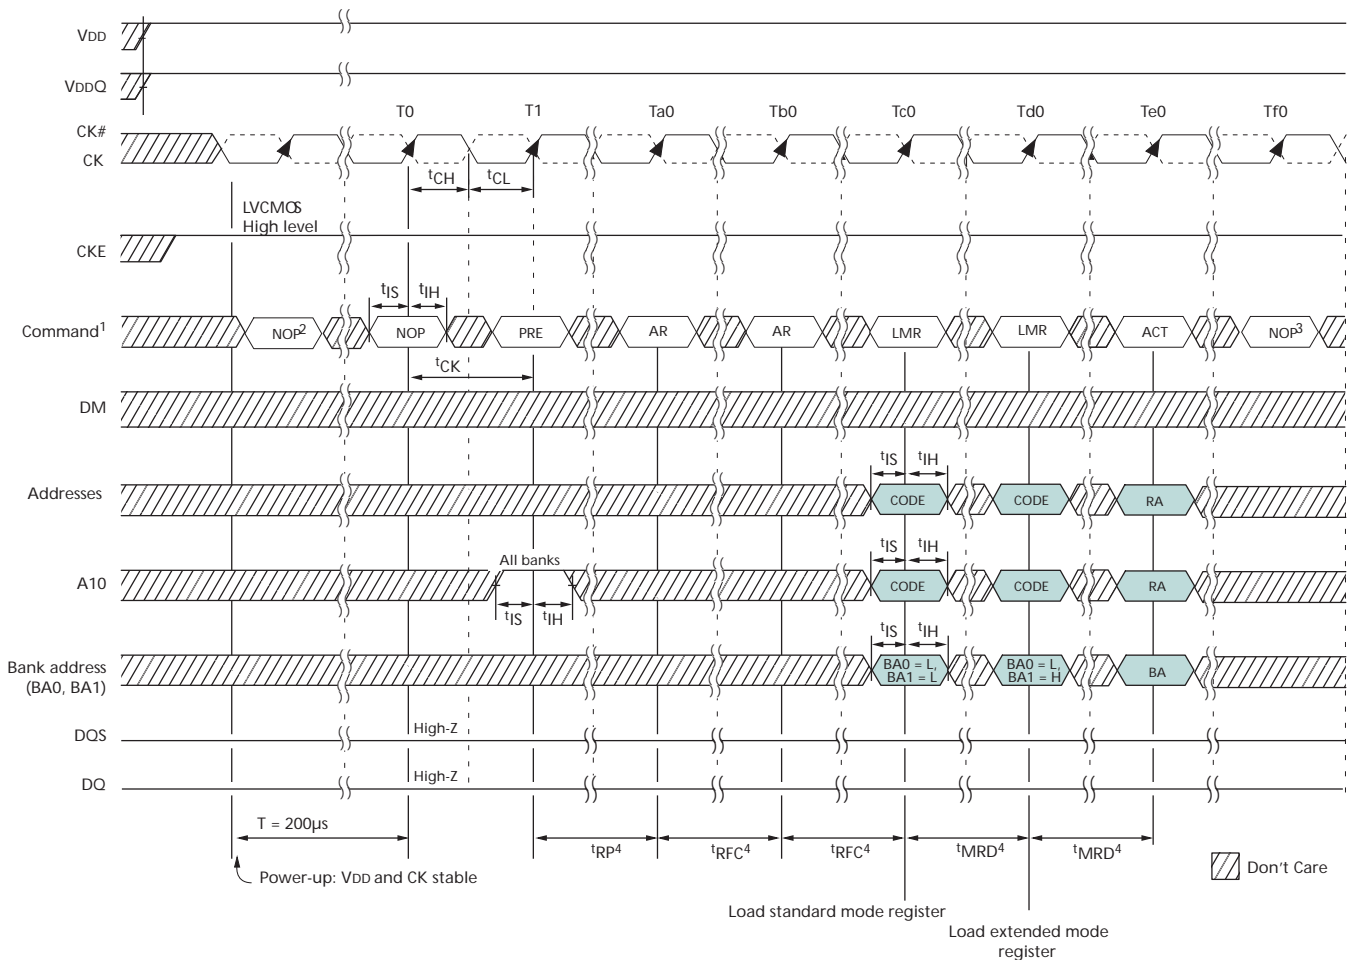 VDD
VDDQ
T0 T1 Ta0 Tb0 Tc0 Td0 Te0 Tf0
CK#
CK
tCH tCL
LVCMOS
High level
CKE
tIS tIH
Command1 NOP2 NOP PRE AR AR LMR LMR ACT NOP3
tCK
DM
tIS tIH
Addresses CODE CODE RA
All banks tIS tIH
A10 CODE CODE RA
tIS tIH tIS tIH
Bank address
(BA0, BA1)
BA0 = L,
BA1 = L
BA0 = L,
BA1 = H
BA
DQS High-Z
DQ High-Z
T = 200µs
tRP4 tRFC4 tRFC4 tMRD4 tMRD4
Power-up: VDD and CK stable
Don't Care
Load standard mode register
Load extended mode
register